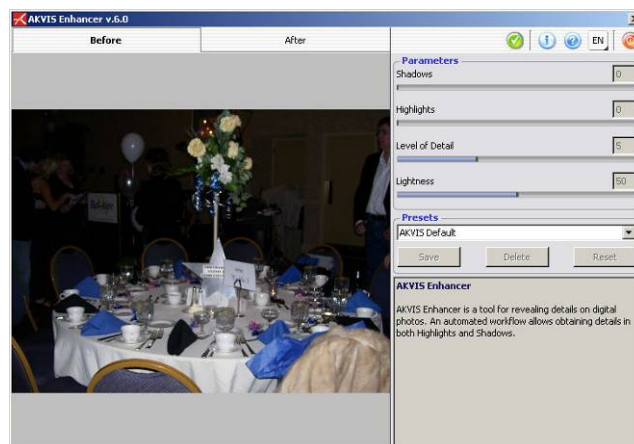 AKVIS Enhancer v.6.0
Before
After
EN
Parameters
Shadows
0
Highlights
0
Level of Detail
5
Lightness
50
Presets
AKVIS Default
Save
Delete
Reset
AKVIS Enhancer
AKVIS Enhancer is a tool for revealing details on digital
photos. An automated workflow allows obtaining details in
both Highlights and Shadows.